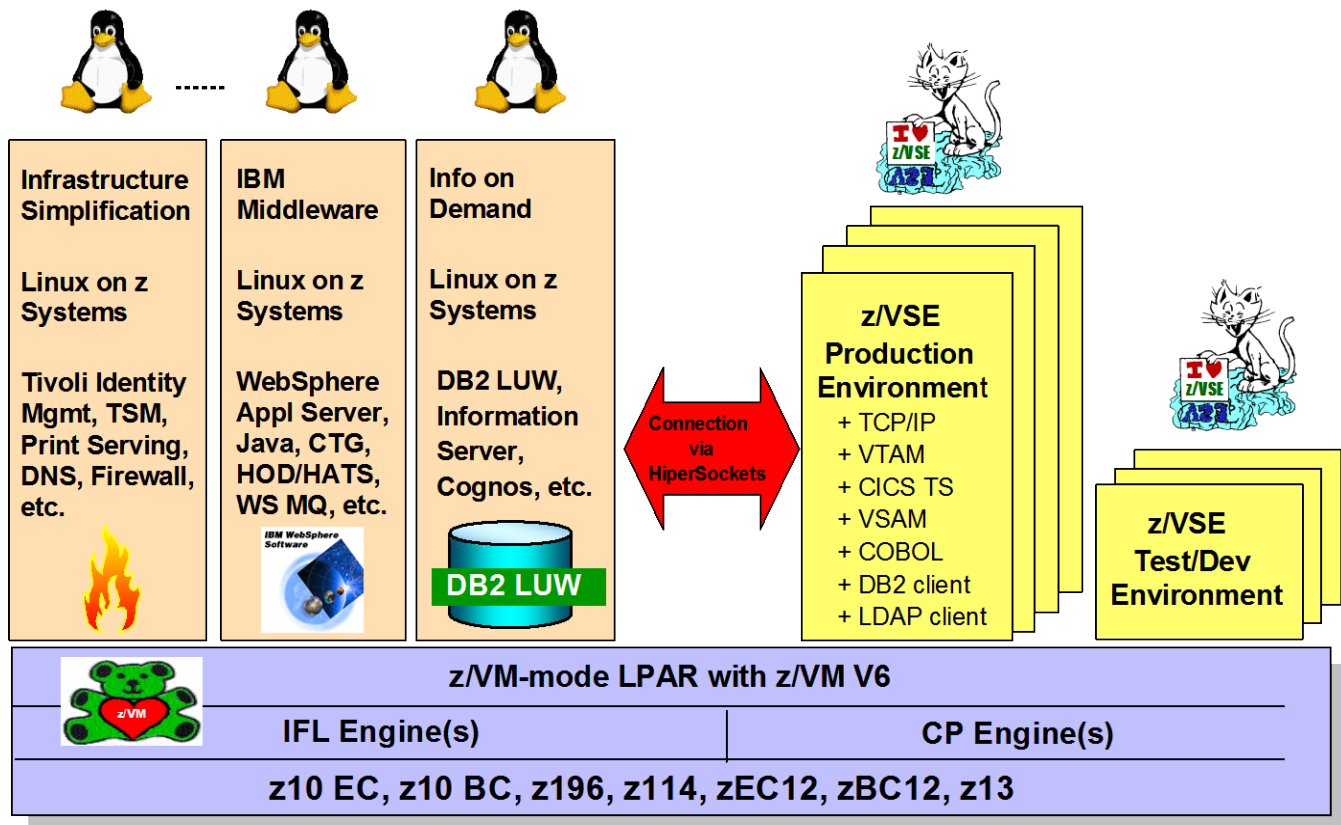 Infrastructure
Simplification
Linux on z
Systems
Tivoli Identity
Mgmt, TSM,
Print Serving,
DNS, Firewall,
etc.
IBM
Middleware
Linux on z
Systems
WebSphere
Appl Server,
Java, CTG,
HOD/HATS,
WS MQ, etc.
IBM WebSphere
Software
Info on
Demand
Linux on z
Systems
DB2 LUW,
Information
Server,
Cognos, etc.
DB2 LUW
Connection
via
HiperSockets
I ♥
z/VSE
z/VSE
Production
Environment
+ TCP/IP
+ VTAM
+ CICS TS
+ VSAM
+ COBOL
+ DB2 client
+ LDAP client
I ♥
z/VSE
z/VSE
Test/Dev
Environment
z/VM
z/VM-mode LPAR with z/VM V6
IFL Engine(s)
CP Engine(s)
z10 EC, z10 BC, z196, z114, zEC12, zBC12, z13